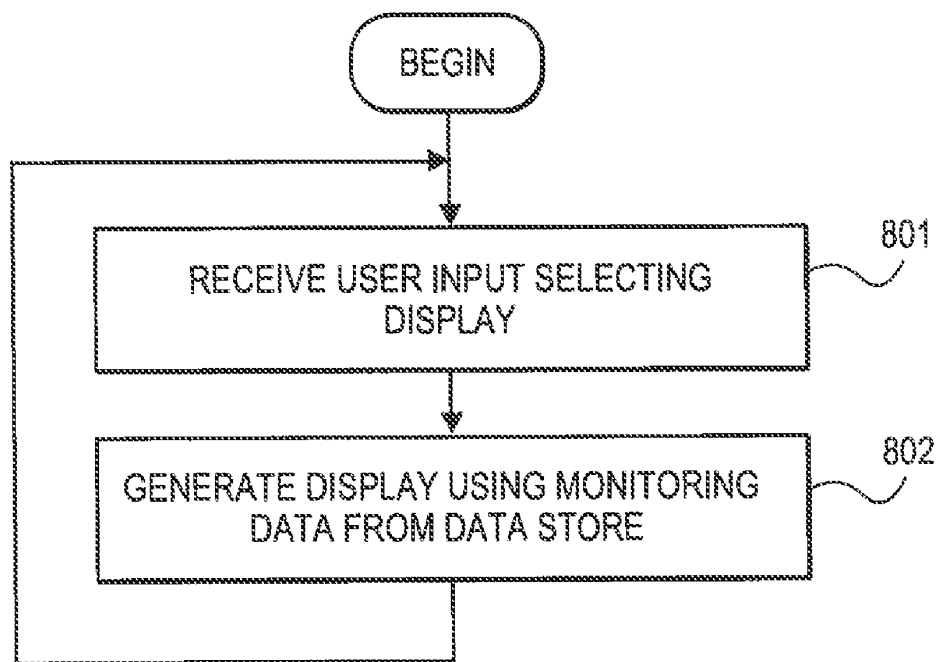 BEGIN
801
RECEIVE USER INPUT SELECTING
DISPLAY
802
GENERATE DISPLAY USING MONITORING
DATA FROM DATA STORE